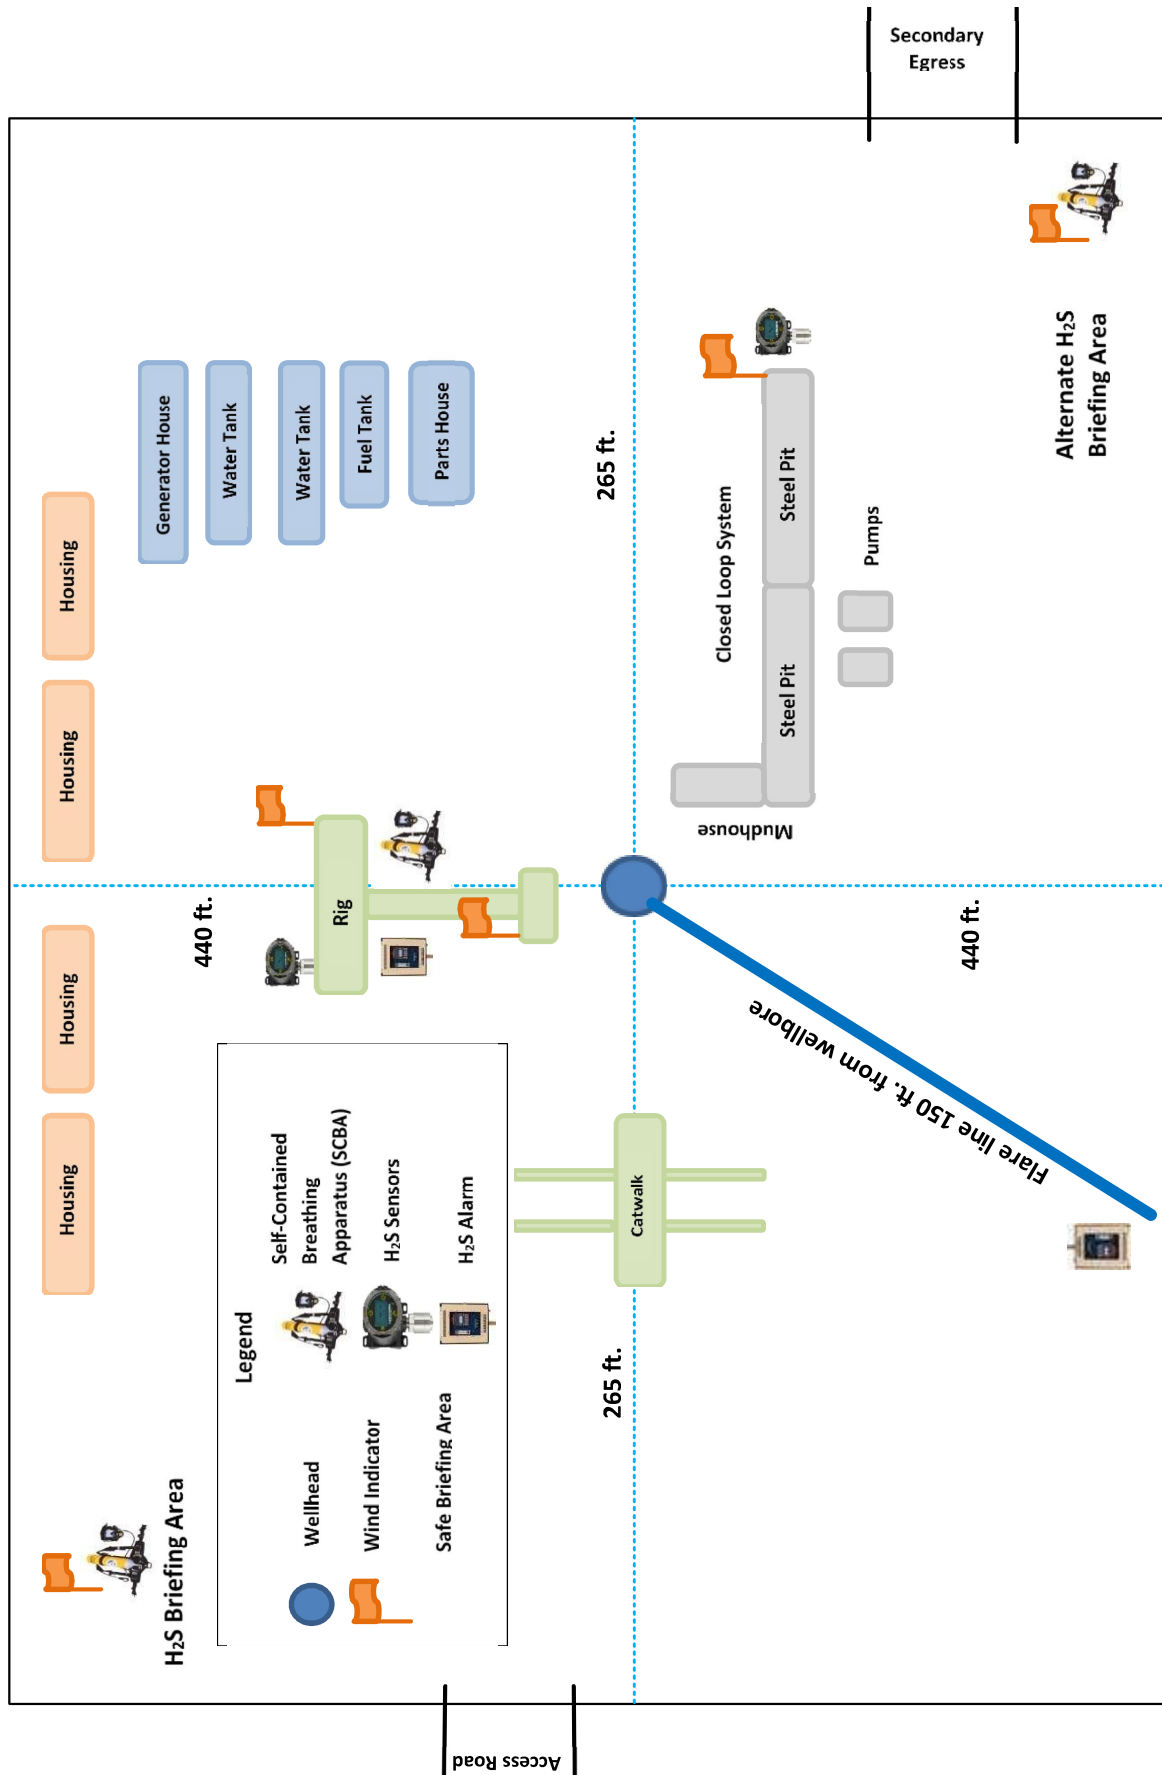 Secondary
Egress
Generator House
Water Tank
Water Tank
Fuel Tank
Parts House
265 ft.
Closed Loop System
Steel Pit
Steel Pit
Pumps
Mudhouse
Alternate H₂S
Briefing Area
Housing
Housing
Housing
Housing
440 ft.
Rig
440 ft.
Flare line 150 ft. from wellbore
Catwalk
265 ft.
Legend
Self-Contained
Breathing
Apparatus (SCBA)
H₂S Sensors
H₂S Alarm
Wellhead
Wind Indicator
Safe Briefing Area
H₂S Briefing Area
Access Road